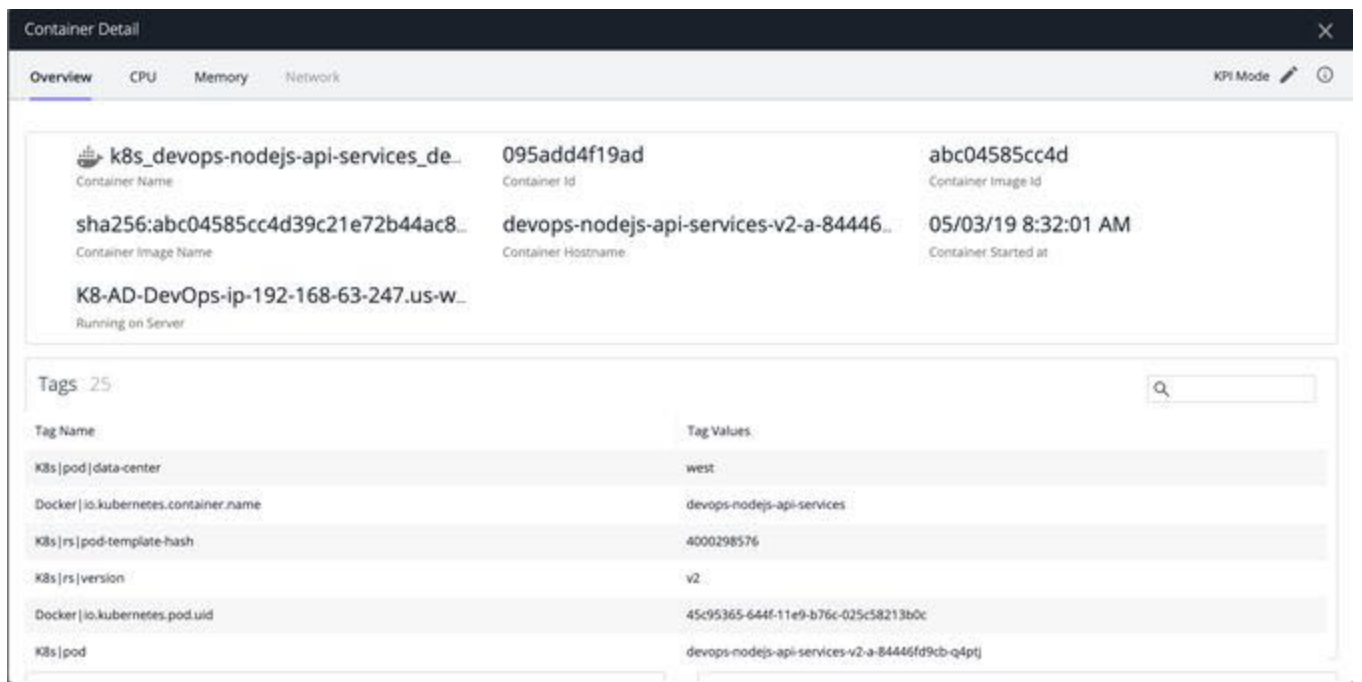 Container Detail
Overview CPU Memory Network KPI Mode
k8s_devops-nodejs-api-services_de... 095add4f19ad abc04585cc4d
Container Name Container Id Container Image Id
sha256:abc04585cc4d39c21e72b44ac8... devops-nodejs-api-services-v2-a-84446... 05/03/19 8:32:01 AM
Container Image Name Container Hostname Container Started at
K8-AD-DevOps-ip-192-168-63-247.us-w...
Running on Server
Tags 25
Tag Name Tag Values
K8s|pod|data-center west
Docker|io.kubernetes.container.name devops-nodejs-api-services
K8s|rs|pod-template-hash 4000298576
K8s|rs|version v2
Docker|io.kubernetes.pod.uid 45c95365-644f-11e9-b76c-025c58213b0c
K8s|pod devops-nodejs-api-services-v2-a-84446fd9cb-q4ptj